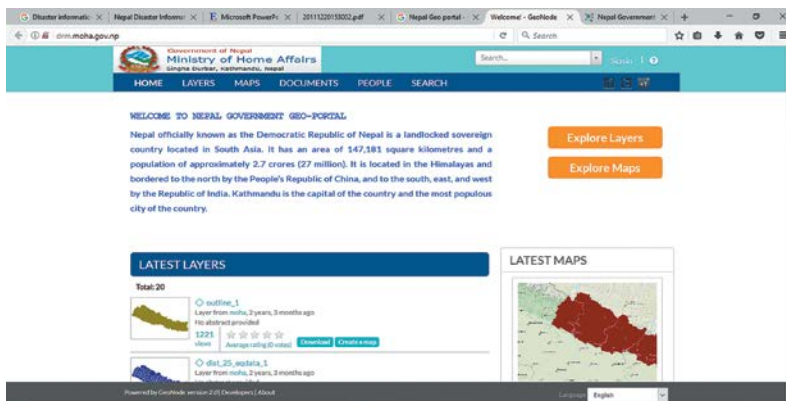 Disaster informatic
Nepal Disaster Informat
Microsoft PowerPo
20111220153002.pdf
Nepal Geo portal -
Welcome! - GeoNode
Nepal Government
drm.moha.gov.np
Search
Government of Nepal
Ministry of Home Affairs
Singha Durbar, Kathmandu, Nepal
Search...
Sign in
HOME LAYERS MAPS DOCUMENTS PEOPLE SEARCH
WELCOME TO NEPAL GOVERNMENT GEO-PORTAL
Nepal officially known as the Democratic Republic of Nepal is a landlocked sovereign
country located in South Asia. It has an area of 147,181 square kilometres and a
population of approximately 2.7 crores (27 million). It is located in the Himalayas and
bordered to the north by the People's Republic of China, and to the south, east, and west
by the Republic of India. Kathmandu is the capital of the country and the most populous
city of the country.
Explore Layers
Explore Maps
LATEST LAYERS
Total: 20
outline_1
Layer from moha, 2 years, 3 months ago
No abstract provided
1221
views
Average rating (0 votes)
Download
Create a map
dist_25_eqdata_1
Layer from moha, 2 years, 3 months ago
LATEST MAPS
Powered by GeoNode version 2.0 | Developers | About
Language English